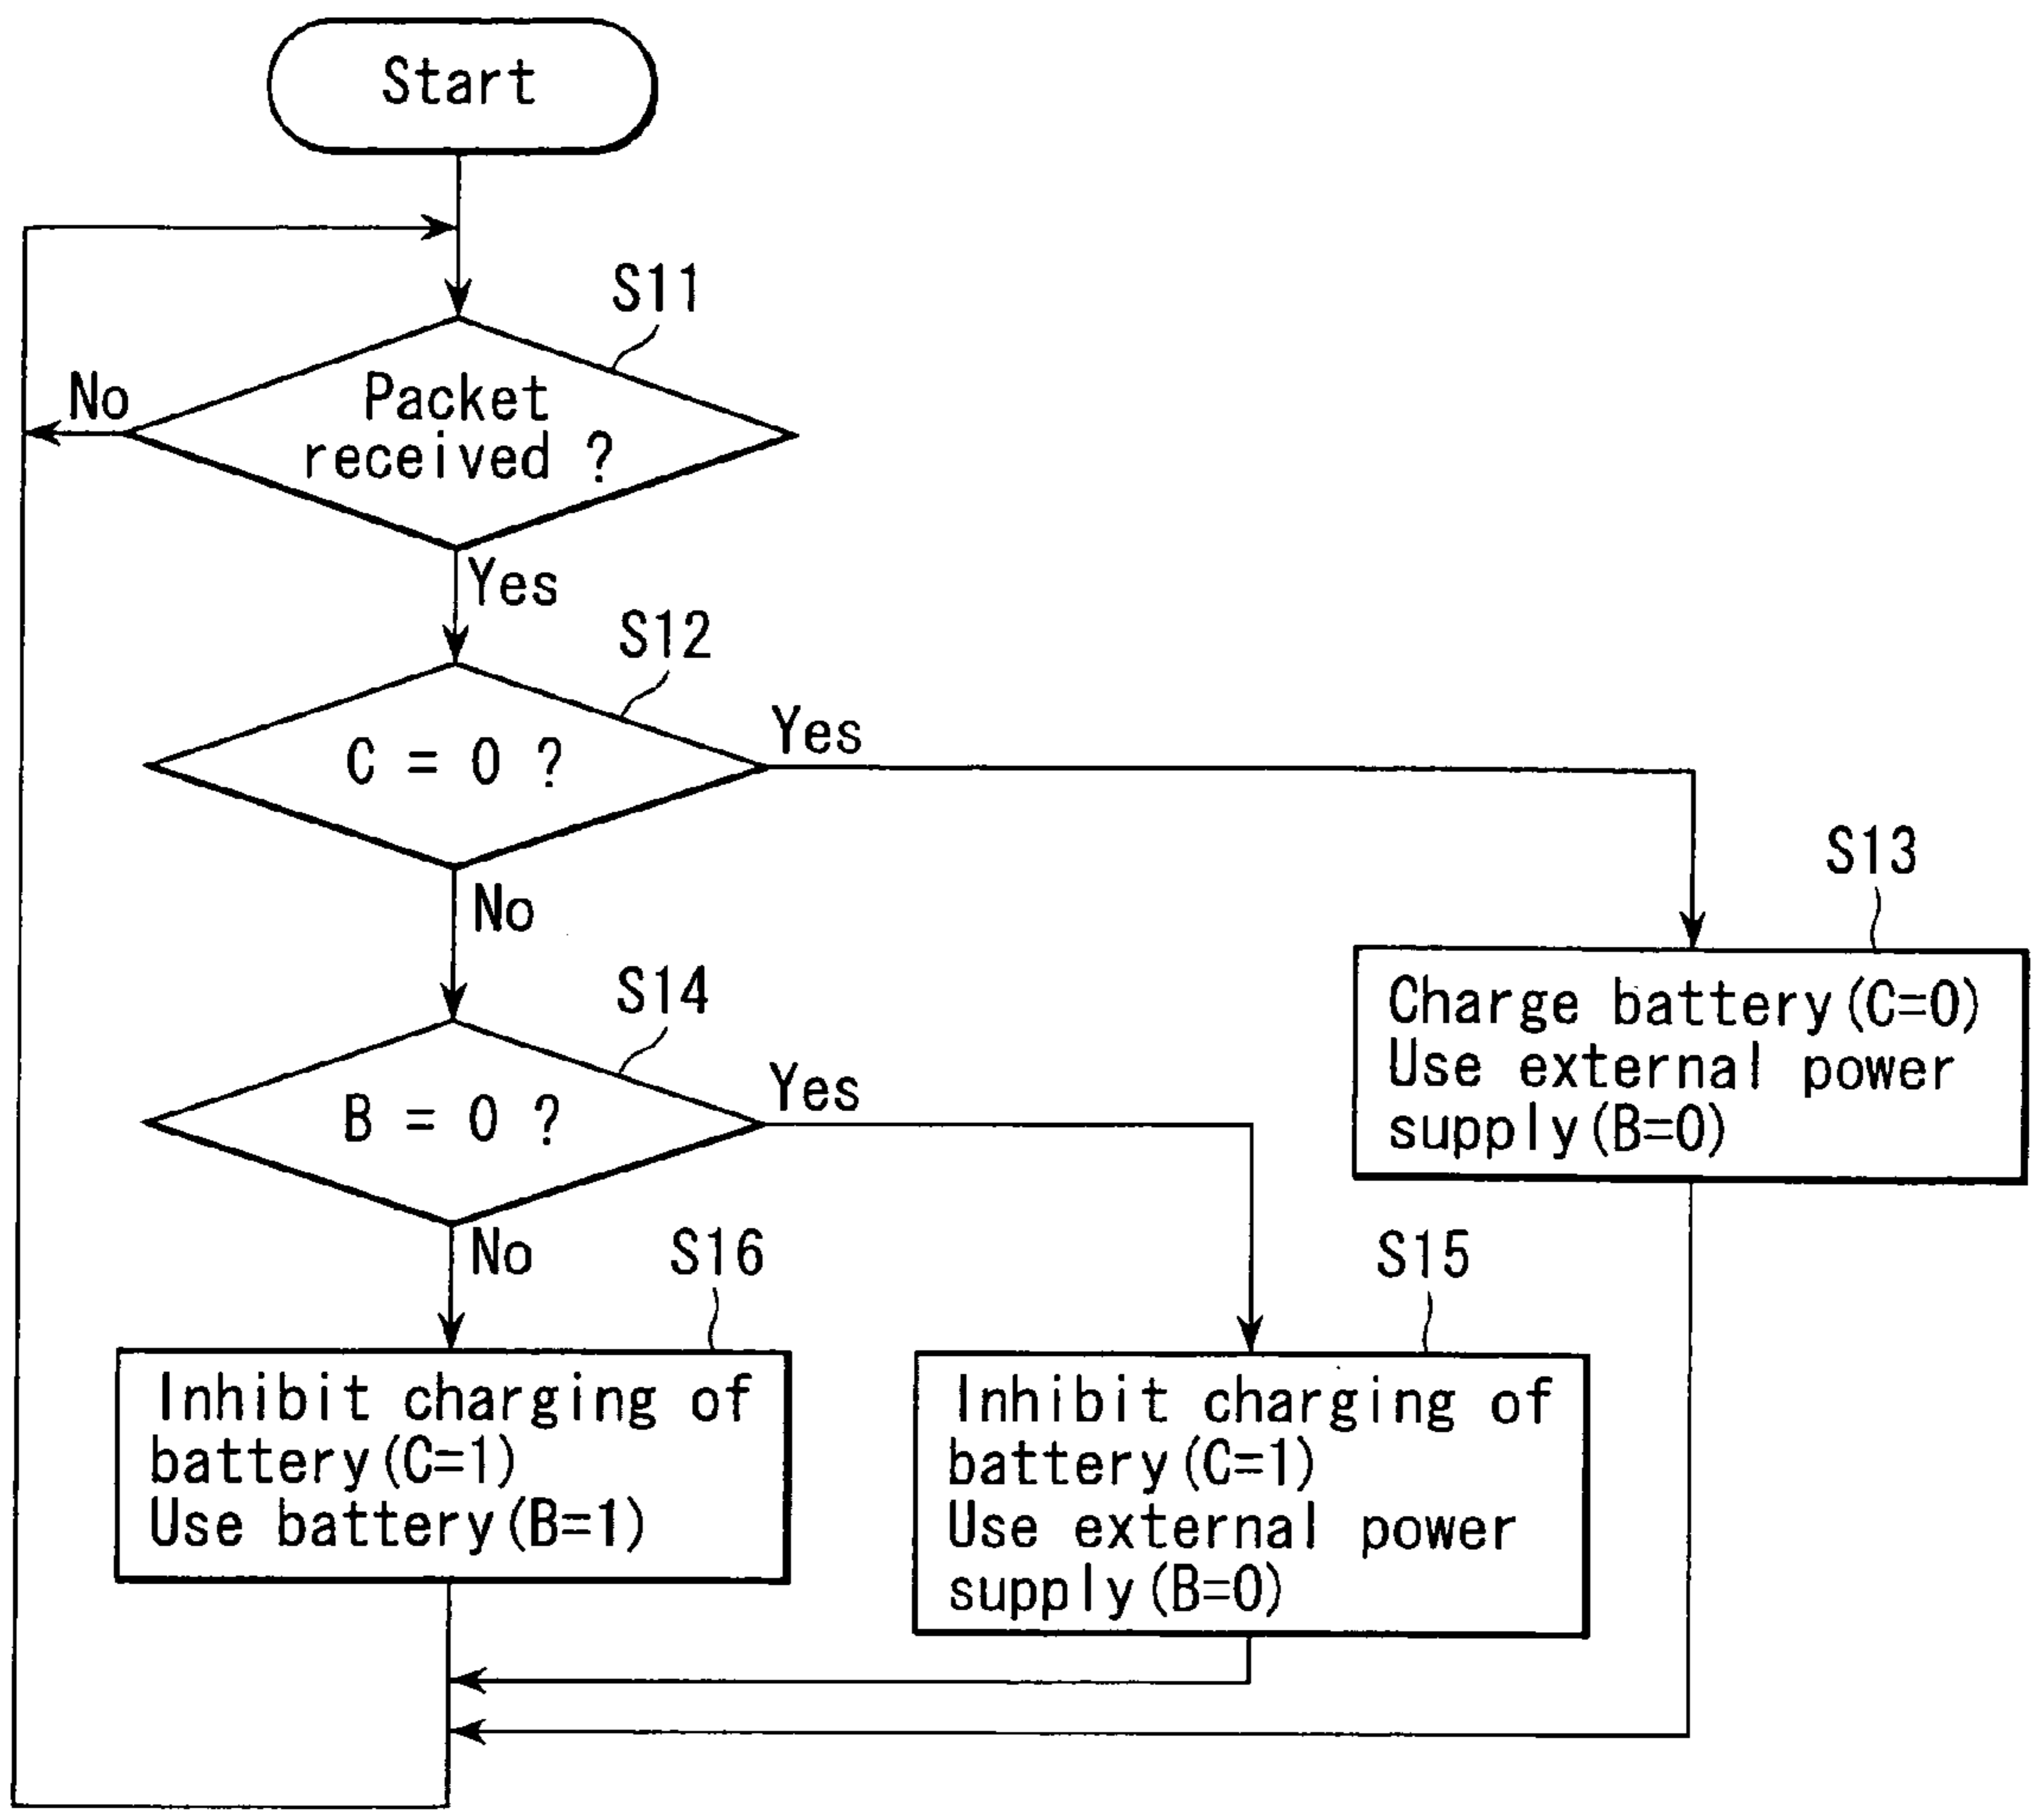 Start
S11
No
Packet
received ?
Yes
S12
C = 0 ?
Yes
No
S13
Charge battery(C=0)
Use external power
supply(B=0)
S14
B = 0 ?
Yes
No
S16
Inhibit charging of
battery(C=1)
Use battery(B=1)
S15
Inhibit charging of
battery(C=1)
Use external power
supply(B=0)